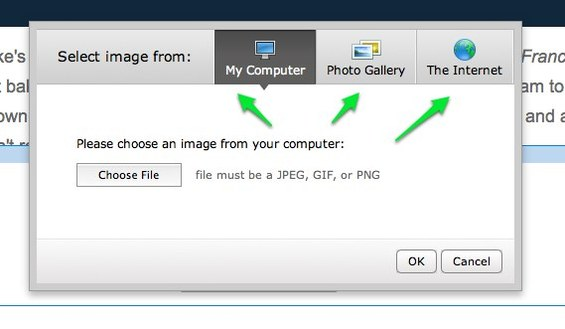 Select image from:
My Computer
Photo Gallery
The Internet
Please choose an image from your computer:
Choose File
file must be a JPEG, GIF, or PNG
OK
Cancel
ke's
Franc
t bal
am to
own
and a